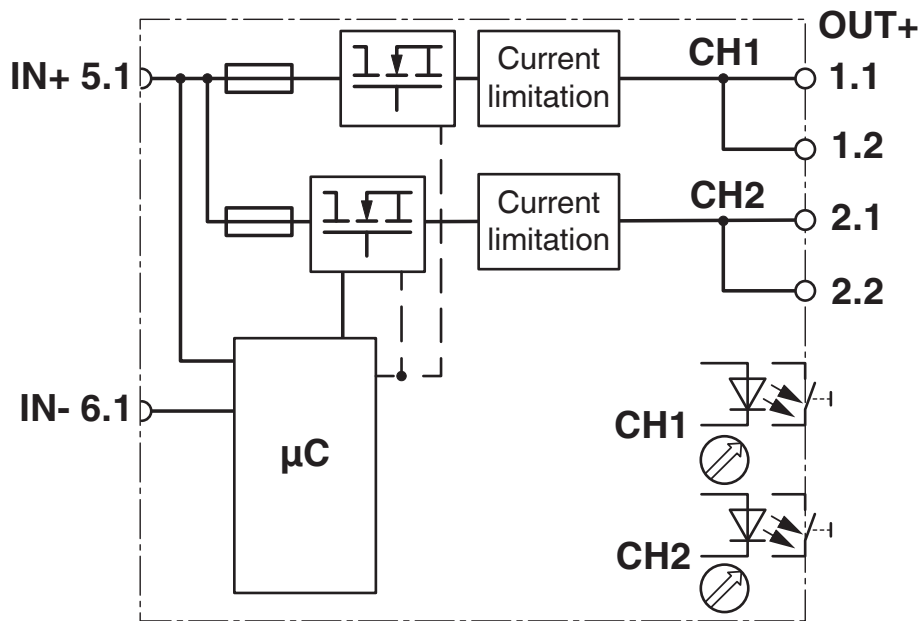 OUT+
IN+ 5.1
Current
limitation
CH1
1.1
1.2
Current
limitation
CH2
2.1
2.2
IN- 6.1
µC
CH1
CH2